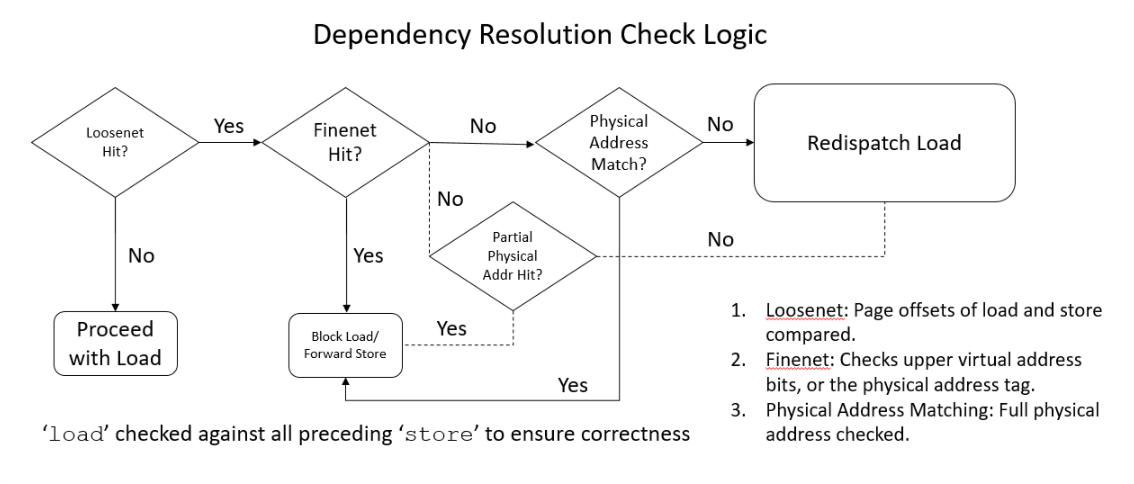 Dependency Resolution Check Logic
Loosenet
Hit?
Yes
Finenet
Hit?
No
Physical
Address
Match?
No
Redispatch Load
No
Partial
Physical
Addr Hit?
No
No
Yes
Proceed
with Load
Block Load/
Forward Store
Yes
Yes
1. Loosenet: Page offsets of load and store
compared.
2. Finenet: Checks upper virtual address
bits, or the physical address tag.
3. Physical Address Matching: Full physical
address checked.
‘load’ checked against all preceding ‘store’ to ensure correctness